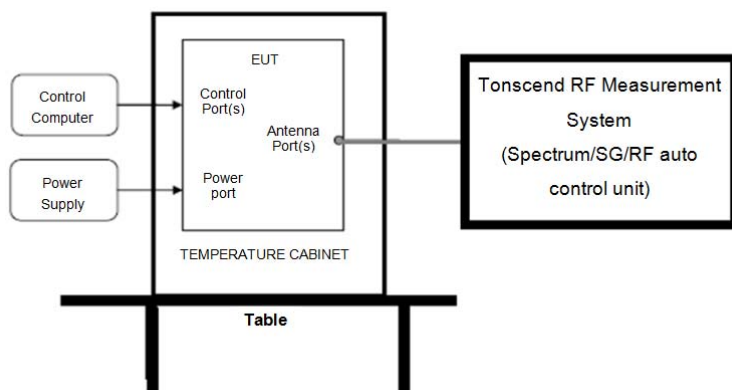 EUT
Control
Computer
Control
Port(s)
Antenna
Port(s)
Power
Supply
Power
port
TEMPERATURE CABINET
Table
Tonscend RF Measurement
System
(Spectrum/SG/RF auto
control unit)